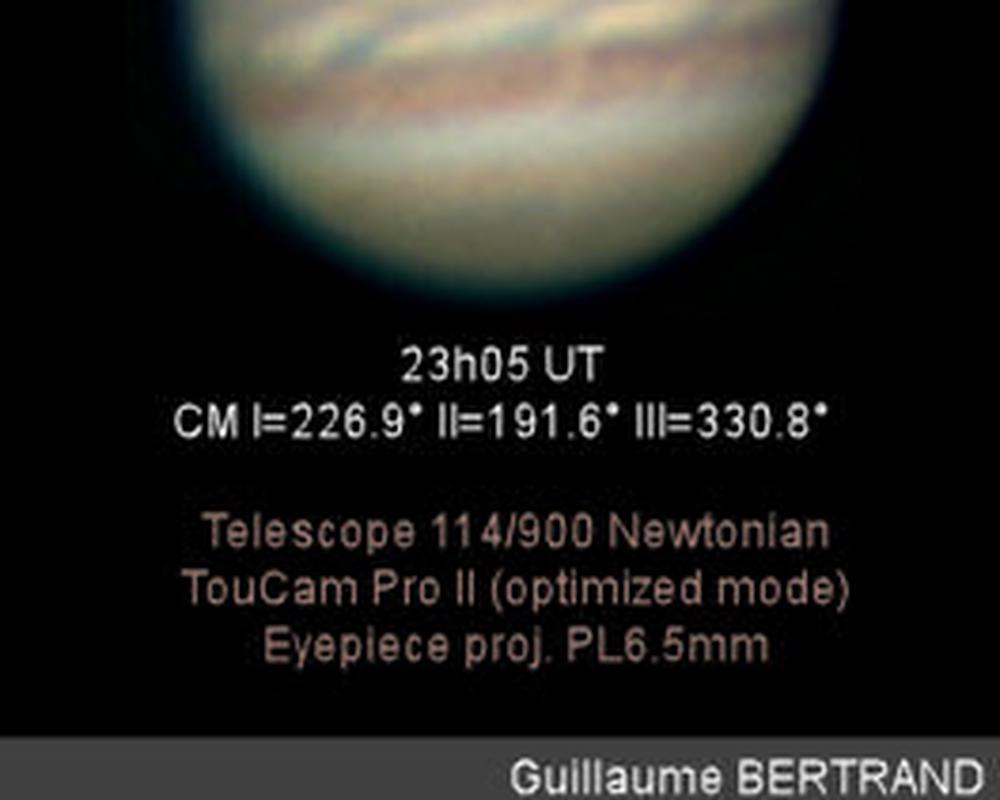 23h05 UT
CM I=226.9° II=191.6° III=330.8°
Telescope 114/900 Newtonian
TouCam Pro II (optimized mode)
Eyepiece proj. PL6.5mm
Guillaume BERTRAND